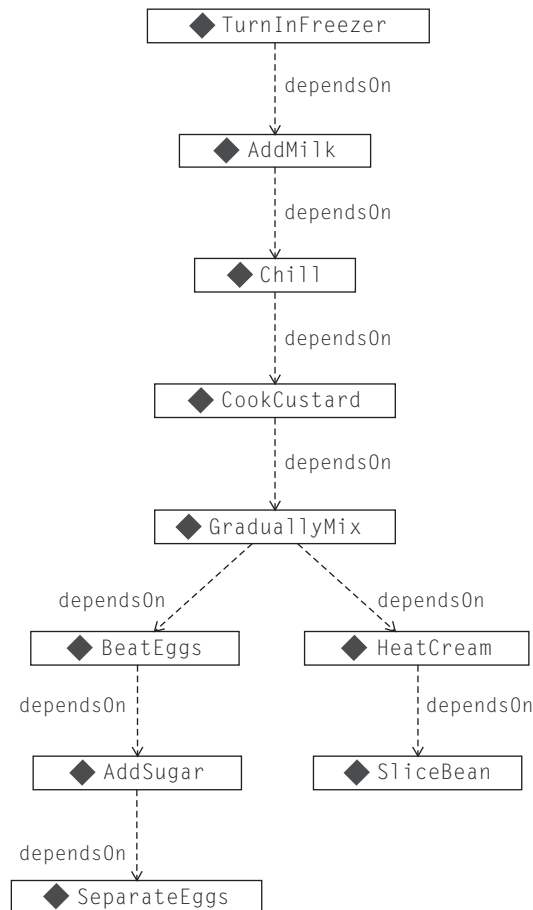 TurnInFreezer
dependsOn
AddMilk
dependsOn
Chill
dependsOn
CookCustard
dependsOn
GraduallyMix
dependsOn dependsOn
BeatEggs HeatCream
dependsOn dependsOn
AddSugar SliceBean
dependsOn
SeparateEggs